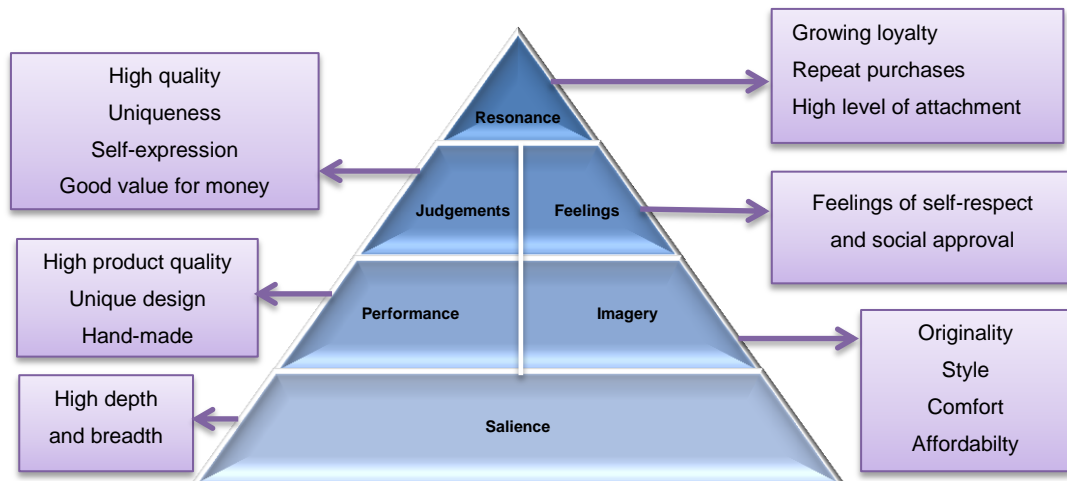 High quality
Uniqueness
Self-expression
Good value for money
Growing loyalty
Repeat purchases
High level of attachment
Resonance
Judgements
Feelings
Feelings of self-respect
and social approval
High product quality
Unique design
Hand-made
Performance
Imagery
Originality
Style
Comfort
Affordabilty
High depth
and breadth
Salience